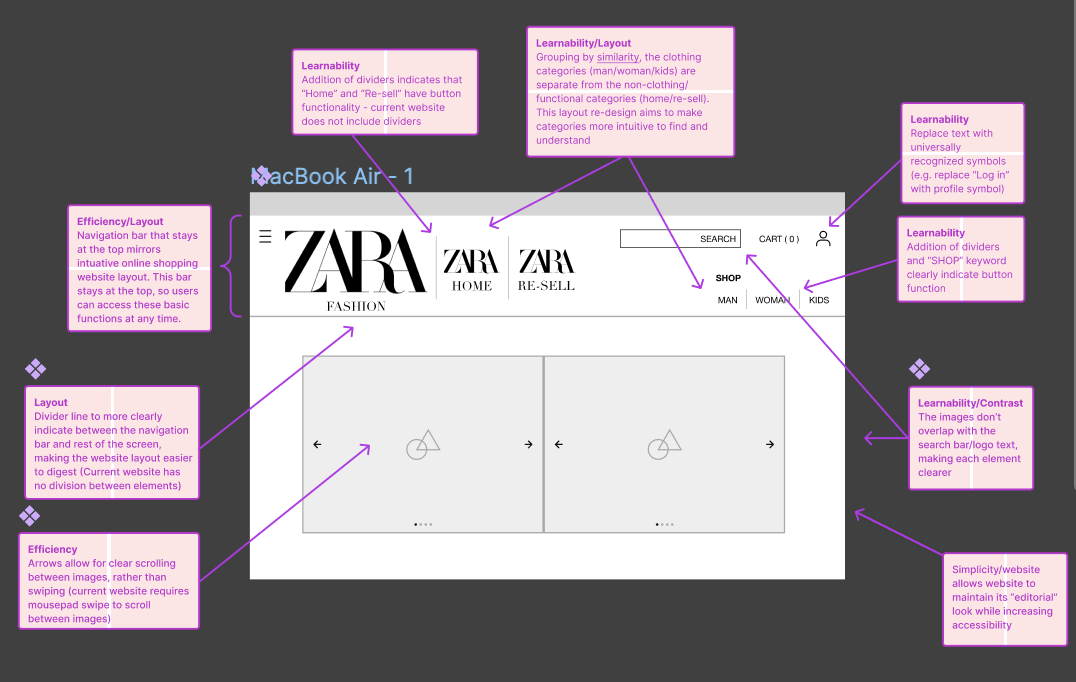 Learnability/Layout
Grouping by similarity, the clothing
categories (man/woman/kids) are
separate from the non-clothing/
functional categories (home/re-sell).
This layout re-design aims to make
categories more intuitive to find and
understand
Learnability
Addition of dividers indicates that
"Home" and "Re-sell" have button
functionality - current website
does not include dividers
Learnability
Replace text with
universally
recognized symbols
(e.g. replace "Log in"
with profile symbol)
MacBook Air - 1
Efficiency/Layout
Navigation bar that stays
at the top mirrors
intuative online shopping
website layout. This bar
stays at the top, so users
can access these basic
functions at any time.
Learnability
Addition of dividers
and "SHOP" keyword
clearly indicate button
function
ZARA
FASHION
ZARA
HOME
ZARA
RE-SELL
SEARCH
CART ( 0 )
SHOP
MAN
WOMAN
KIDS
Layout
Divider line to more clearly
indicate between the navigation
bar and rest of the screen,
making the website layout easier
to digest (Current website has
no division between elements)
Learnability/Contrast
The images don't
overlap with the
search bar/logo text,
making each element
clearer
Efficiency
Arrows allow for clear scrolling
between images, rather than
swiping (current website requires
mousepad swipe to scroll
between images)
Simplicity/website
allows website to
maintain its "editorial"
look while increasing
accessibility